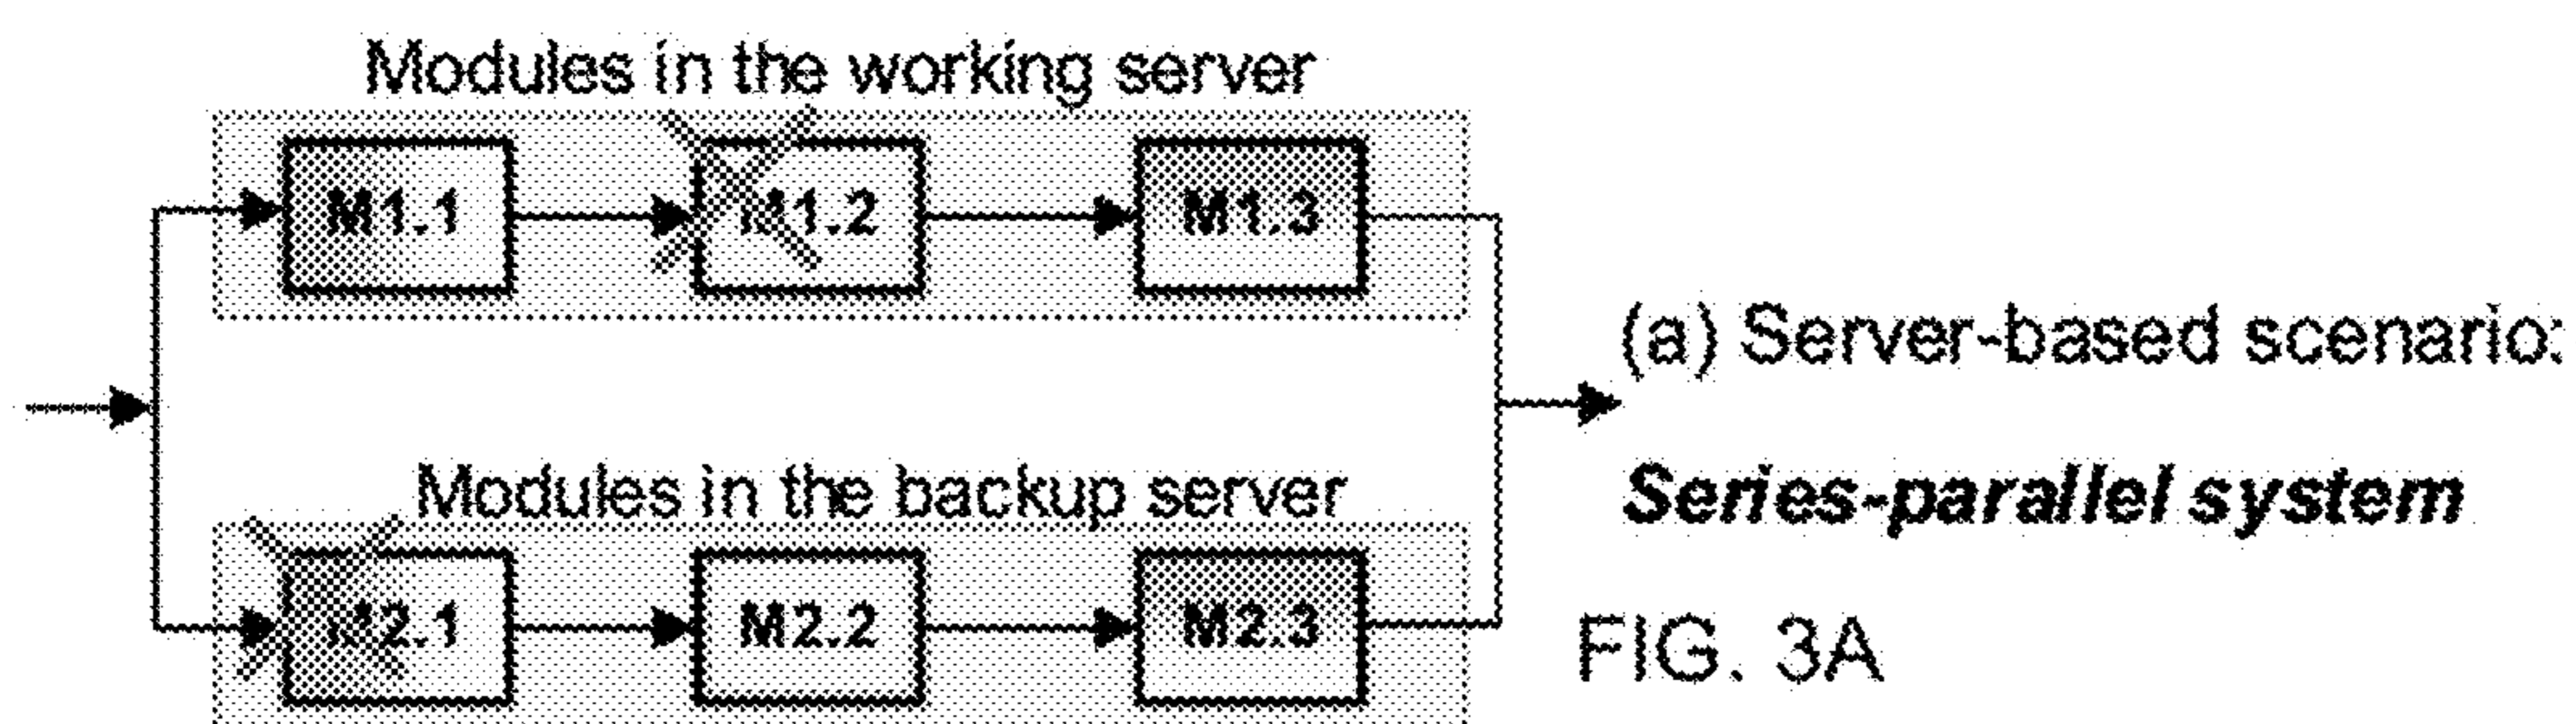 Modules in the working server
M1.1
M1.2
M1.3
(a) Server-based scenario:
Series-parallel system
Modules in the backup server
M2.1
M2.2
M2.3
FIG. 3A